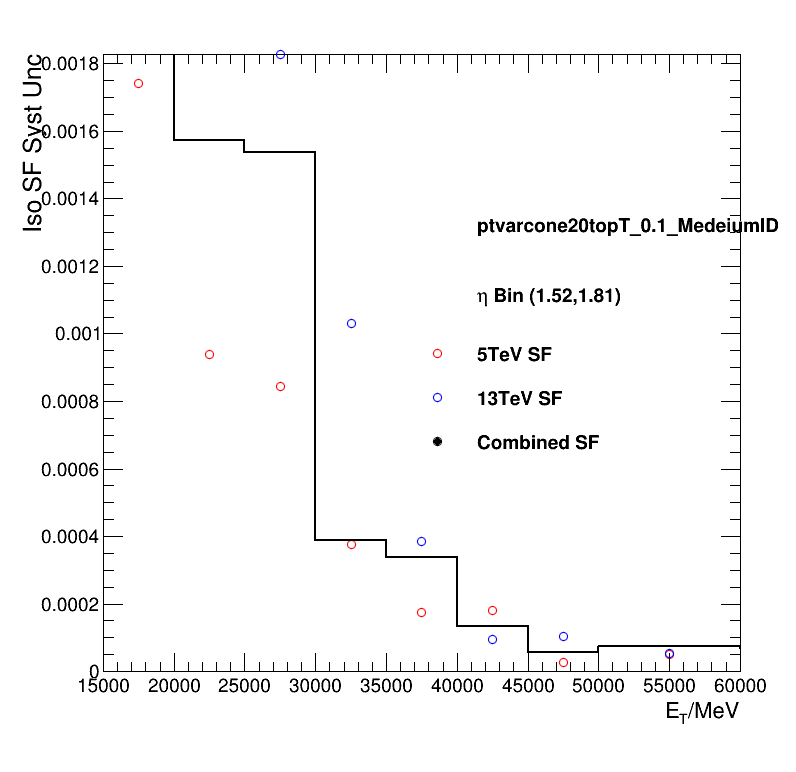 Iso SF Syst Unc
0.0018
0.0016
0.0014
0.0012
0.001
0.0008
0.0006
0.0004
0.0002
0
ptvarcone20topT_0.1_MedeiumID
η Bin (1.52,1.81)
5TeV SF
13TeV SF
Combined SF
15000 20000 25000 30000 35000 40000 45000 50000 55000 60000
E_T/MeV